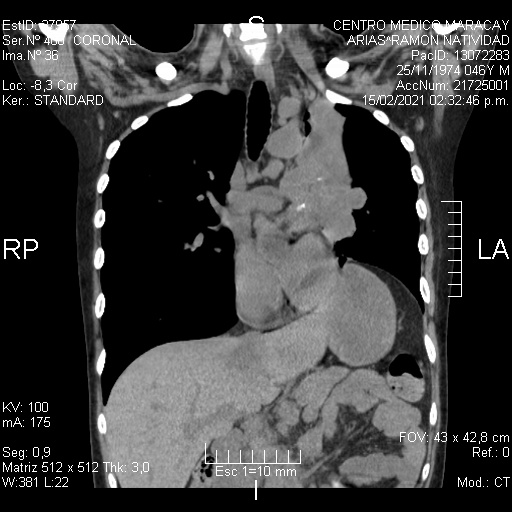 EstID: 37957
Ser.Nº 400 CORONAL
Ima.Nº 36
Loc: -8,3 Cor
Ker.: STANDARD
CENTRO MEDICO MARACAY
ARIAS^RAMON NATIVIDAD
PacID: 13072283
25/11/1974 046Y M
AccNum: 21725001
15/02/2021 02:32:46 p.m.
RP
LA
KV: 100
mA: 175
Seg: 0,9
Matriz 512 x 512 Thk: 3,0
W:381 L:22
Esc 1=10 mm
FOV: 43 x 42,8 cm
Ref.: 0
Mod.: CT